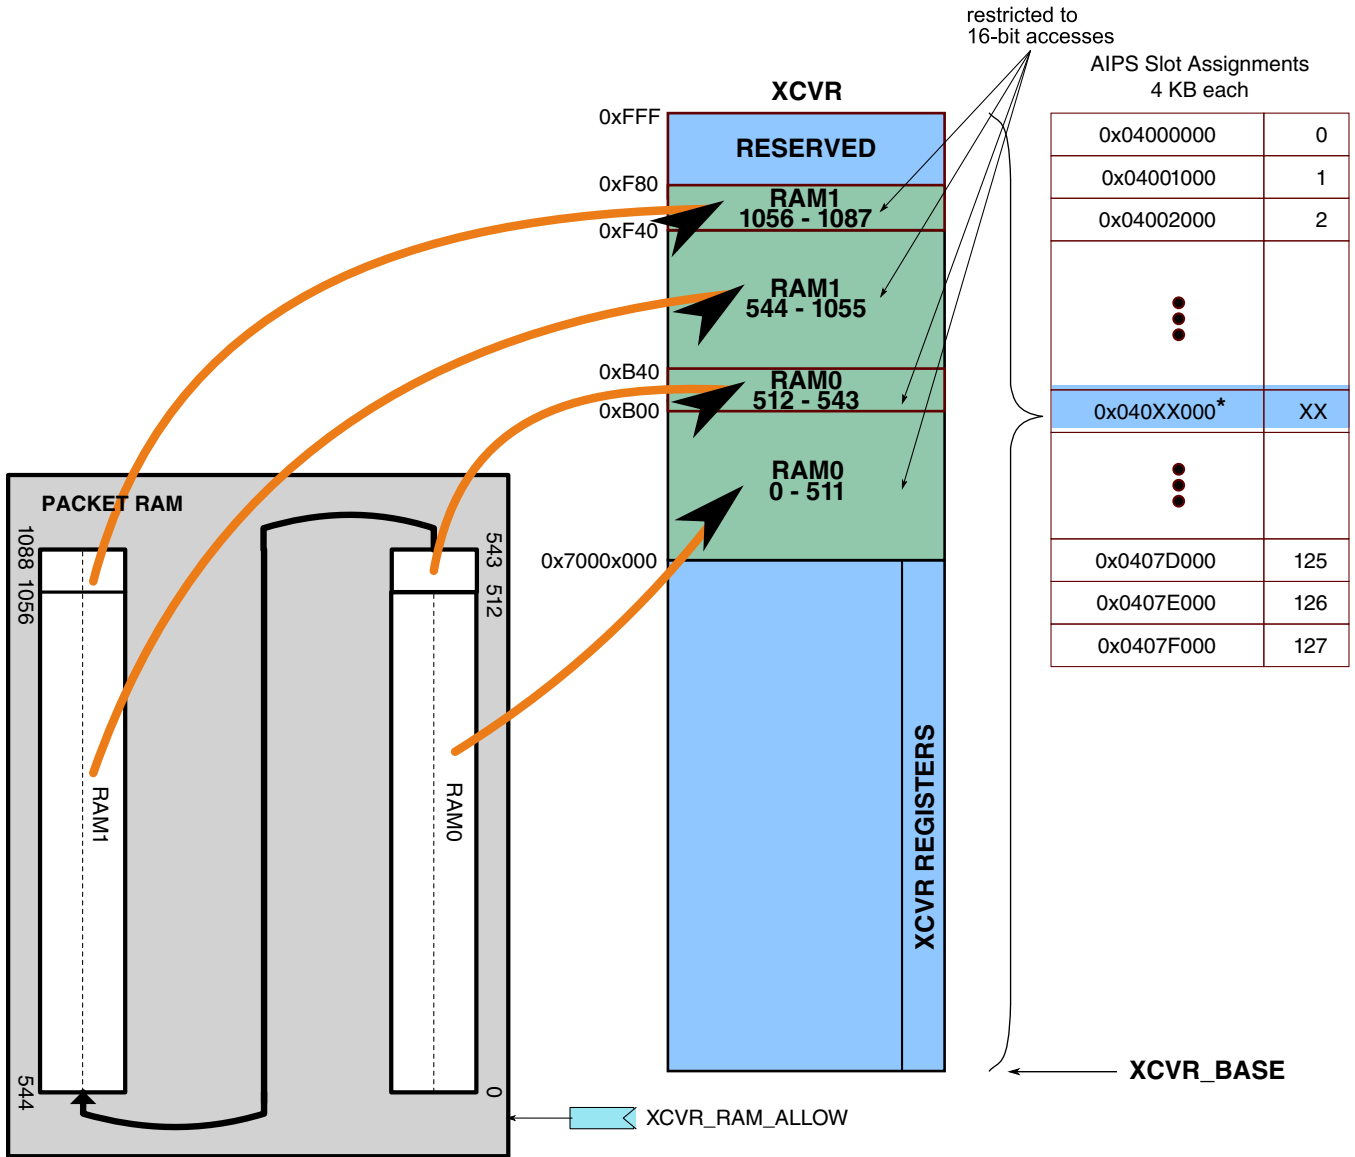 restricted to
16-bit accesses
AIPS Slot Assignments
4 KB each
XCVR
0xFFF
RESERVED
0xF80
RAM1
1056 - 1087
0xF40
RAM1
544 - 1055
0xB40
RAM0
512 - 543
0xB00
RAM0
0 - 511
0x7000x000
XCVR REGISTERS
0x04000000 0
0x04001000 1
0x04002000 2
0x040XX000* XX
0x0407D000 125
0x0407E000 126
0x0407F000 127
PACKET RAM
1088 1056
543 512
RAM1
RAM0
544
0
XCVR_RAM_ALLOW
XCVR_BASE